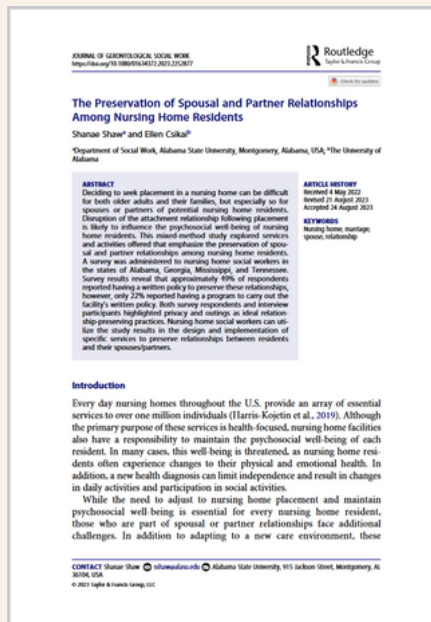 JOURNAL OF GERONTOLOGICAL SOCIAL WORK
https://doi.org/10.1080/01634372.2023.2252877
Routledge
Taylor & Francis Group
Check for updates
The Preservation of Spousal and Partner Relationships
Among Nursing Home Residents
Shanae Shawᵃ and Ellen Csikaiᵇ
ᵃDepartment of Social Work, Alabama State University, Montgomery, Alabama, USA; ᵇThe University of
Alabama
ABSTRACT
Deciding to seek placement in a nursing home can be difficult
for both older adults and their families, but especially so for
spouses or partners of potential nursing home residents.
Disruption of the attachment relationship following placement
is likely to influence the psychosocial well-being of nursing
home residents. This mixed-method study explored services
and activities offered that emphasize the preservation of spou-
sal and partner relationships among nursing home residents.
A survey was administered to nursing home social workers in
the states of Alabama, Georgia, Mississippi, and Tennessee.
Survey results reveal that approximately 49% of respondents
reported having a written policy to preserve these relationships,
however, only 22% reported having a program to carry out the
facility's written policy. Both survey respondents and interview
participants highlighted privacy and outings as ideal relation-
ship-preserving practices. Nursing home social workers can uti-
lize the study results in the design and implementation of
specific services to preserve relationships between residents
and their spouses/partners.
ARTICLE HISTORY
Received 4 May 2022
Revised 21 August 2023
Accepted 24 August 2023
KEYWORDS
Nursing home; marriage;
spouse; relationship
Introduction
Every day nursing homes throughout the U.S. provide an array of essential
services to over one million individuals (Harris-Kojetin et al., 2019). Although
the primary purpose of these services is health-focused, nursing home facilities
also have a responsibility to maintain the psychosocial well-being of each
resident. In many cases, this well-being is threatened, as nursing home resi-
dents often experience changes to their physical and emotional health. In
addition, a new health diagnosis can limit independence and result in changes
in daily activities and participation in social activities.
While the need to adjust to nursing home placement and maintain
psychosocial well-being is essential for every nursing home resident,
those who are part of spousal or partner relationships face additional
challenges. In addition to adapting to a new care environment, these
CONTACT Shanae Shaw sshaw@alasu.edu Alabama State University, 915 Jackson Street, Montgomery, AL
36104, USA
© 2023 Taylor & Francis Group, LLC